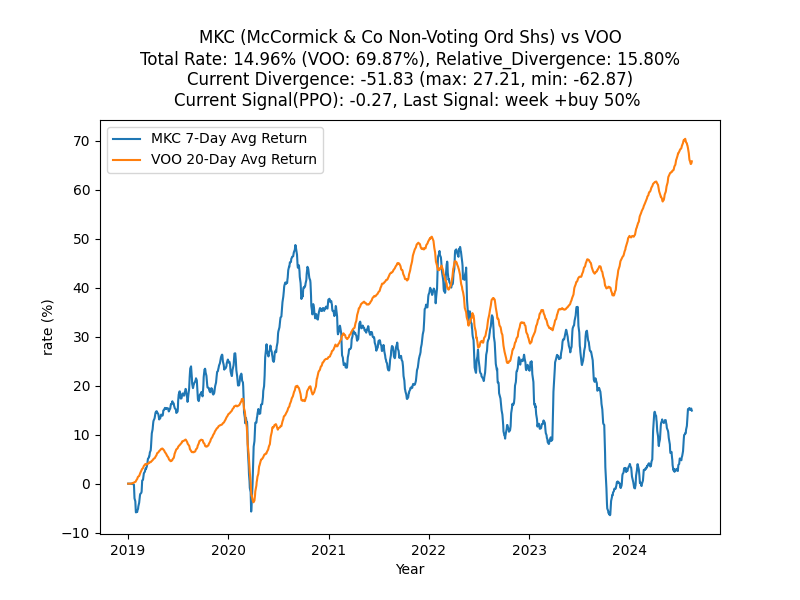 MKC (McCormick & Co Non-Voting Ord Shs) vs VOO
Total Rate: 14.96% (VOO: 69.87%), Relative_Divergence: 15.80%
Current Divergence: -51.83 (max: 27.21, min: -62.87)
Current Signal(PPO): -0.27, Last Signal: week +buy 50%
MKC 7-Day Avg Return
VOO 20-Day Avg Return
70
60
50
40
30
20
10
0
−10
rate (%)
2019 2020 2021 2022 2023 2024
Year